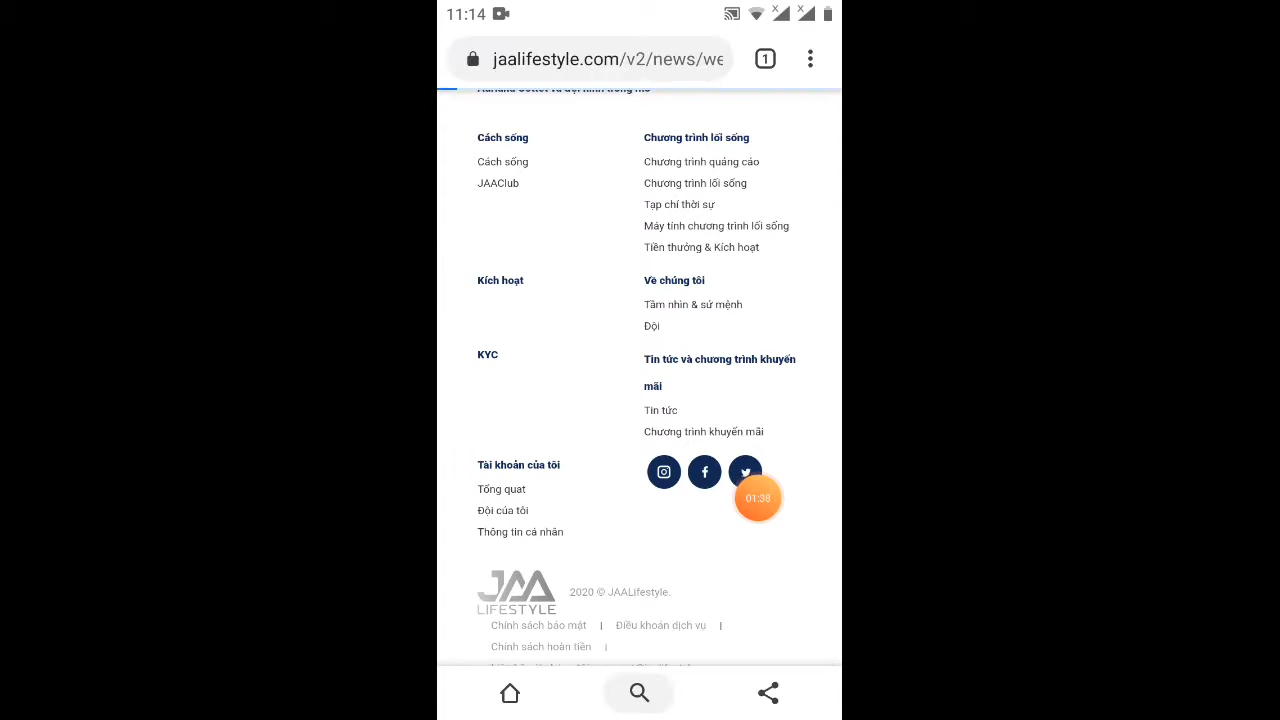 11:14
jaalifestyle.com/v2/news/we
1
Cách sống
Cách sống
JAAClub
Chương trình lối sống
Chương trình quảng cáo
Chương trình lối sống
Tạp chí thời sự
Máy tính chương trình lối sống
Tiền thưởng & Kích hoạt
Kích hoạt
Về chúng tôi
Tầm nhìn & sứ mệnh
Đội
KYC
Tin tức và chương trình khuyến
mãi
Tin tức
Chương trình khuyến mãi
Tài khoản của tôi
Tổng quat
Đội của tôi
Thông tin cá nhân
01:38
JAA
LIFESTYLE
2020 © JAALifestyle.
Chính sách bảo mật | Điều khoản dịch vụ |
Chính sách hoàn tiền |